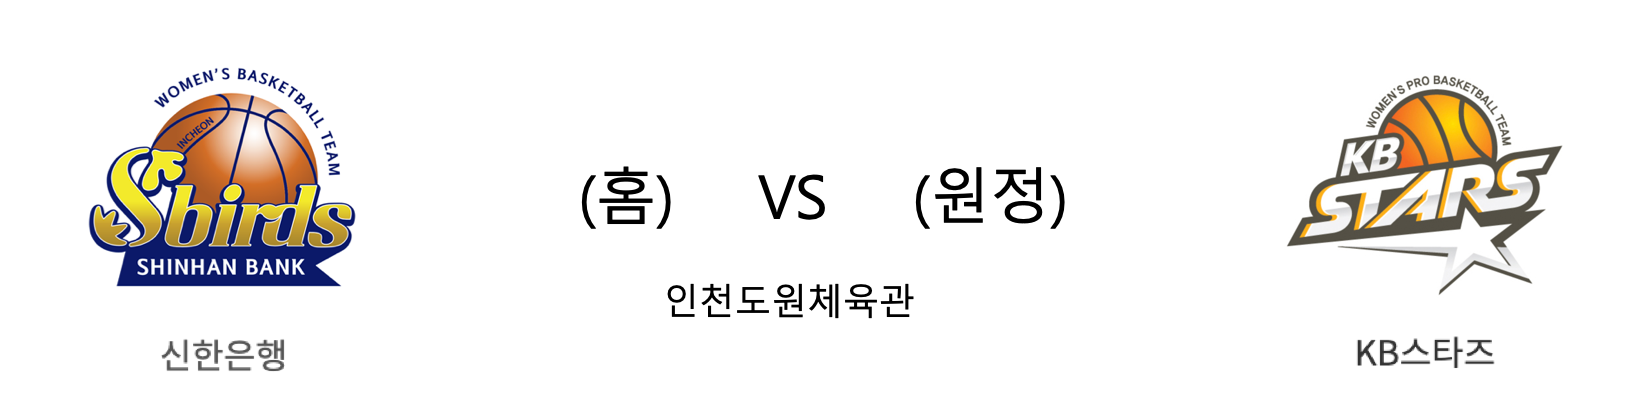 WOMEN'S BASKETBALL TEAM
INCHEON
Sbirds
SHINHAN BANK
신한은행
(홈) VS (원정)
인천도원체육관
WOMEN'S PRO BASKETBALL TEAM
KB
STARS
KB스타즈